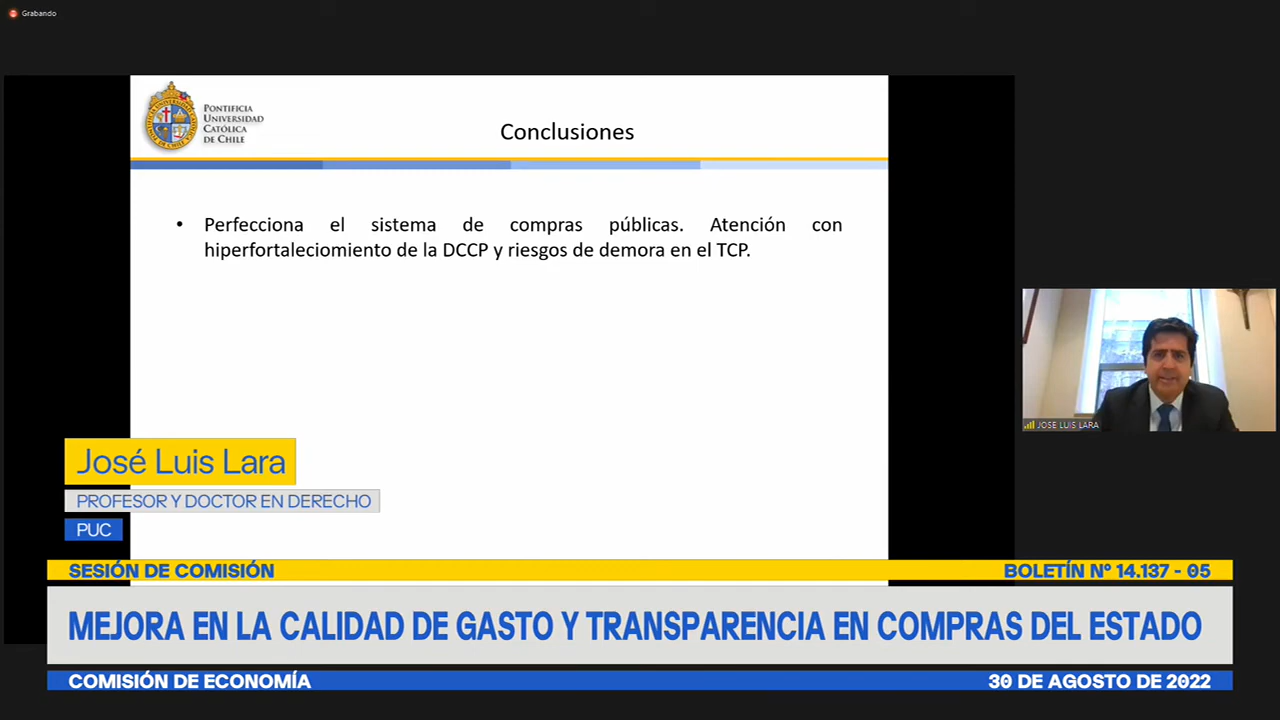 Grabando
PONTIFICIA
UNIVERSIDAD
CATÓLICA
DE CHILE
Conclusiones
• Perfecciona el sistema de compras públicas. Atención con
hiperfortaleciomiento de la DCCP y riesgos de demora en el TCP.
JOSE LUIS LARA
José Luis Lara
PROFESOR Y DOCTOR EN DERECHO
PUC
SESIÓN DE COMISIÓN
BOLETÍN Nº 14.137 - 05
MEJORA EN LA CALIDAD DE GASTO Y TRANSPARENCIA EN COMPRAS DEL ESTADO
COMISIÓN DE ECONOMÍA
30 DE AGOSTO DE 2022